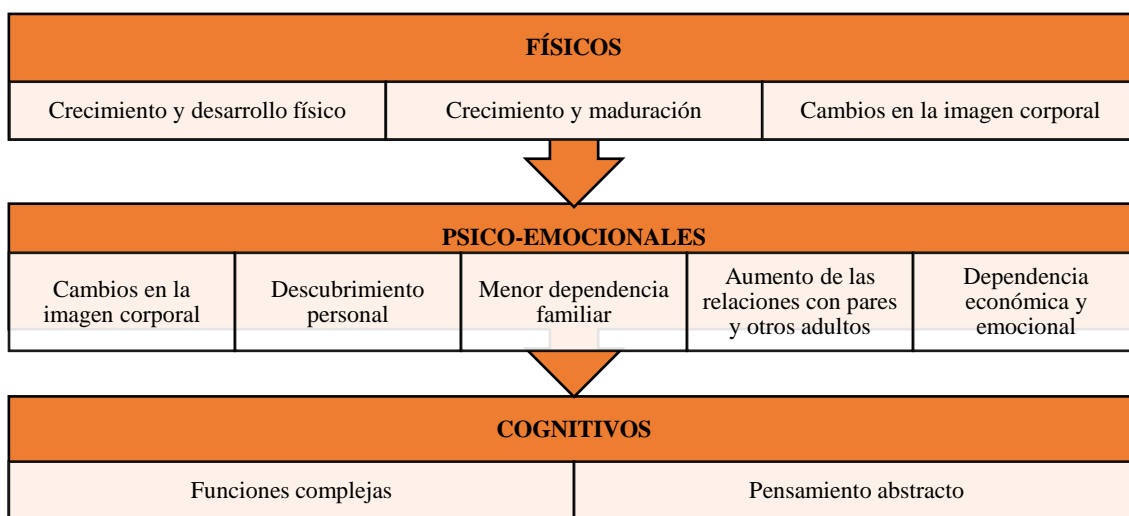 FÍSICOS
Crecimiento y desarrollo físico
Crecimiento y maduración
Cambios en la imagen corporal
PSICO-EMOCIONALES
Cambios en la
imagen corporal
Descubrimiento
personal
Menor dependencia
familiar
Aumento de las
relaciones con pares
y otros adultos
Dependencia
económica y
emocional
COGNITIVOS
Funciones complejas
Pensamiento abstracto